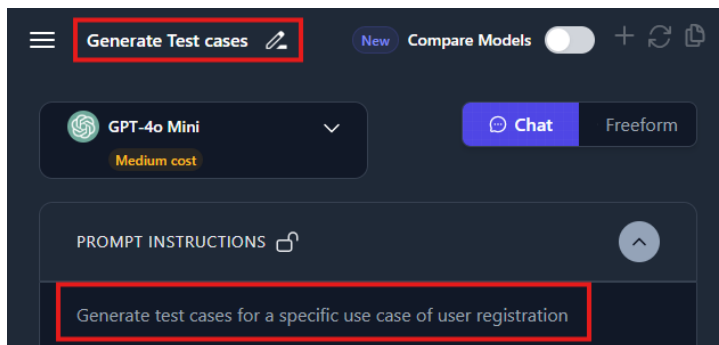 Generate Test cases
New Compare Models
GPT-4o Mini
Medium cost
Chat Freeform
PROMPT INSTRUCTIONS
Generate test cases for a specific use case of user registration